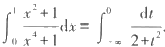 ∫₀¹ (x² + 1)/(x⁴ + 1) dx = ∫₋∞⁰ dt/(2 + t²),